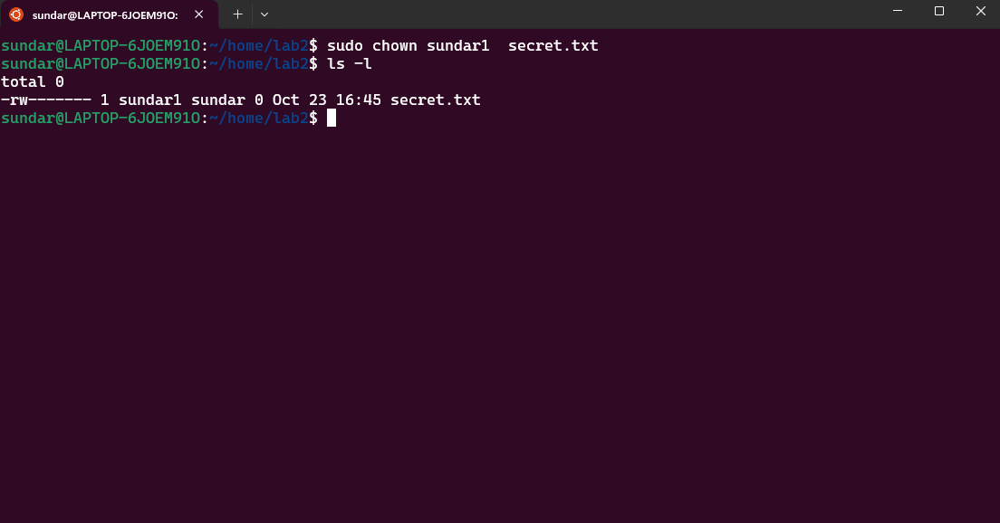 sundar@LAPTOP-6JOEM91O:
sundar@LAPTOP-6JOEM91O:~/home/lab2$ sudo chown sundar1  secret.txt
sundar@LAPTOP-6JOEM91O:~/home/lab2$ ls -l
total 0
-rw------- 1 sundar1 sundar 0 Oct 23 16:45 secret.txt
sundar@LAPTOP-6JOEM91O:~/home/lab2$